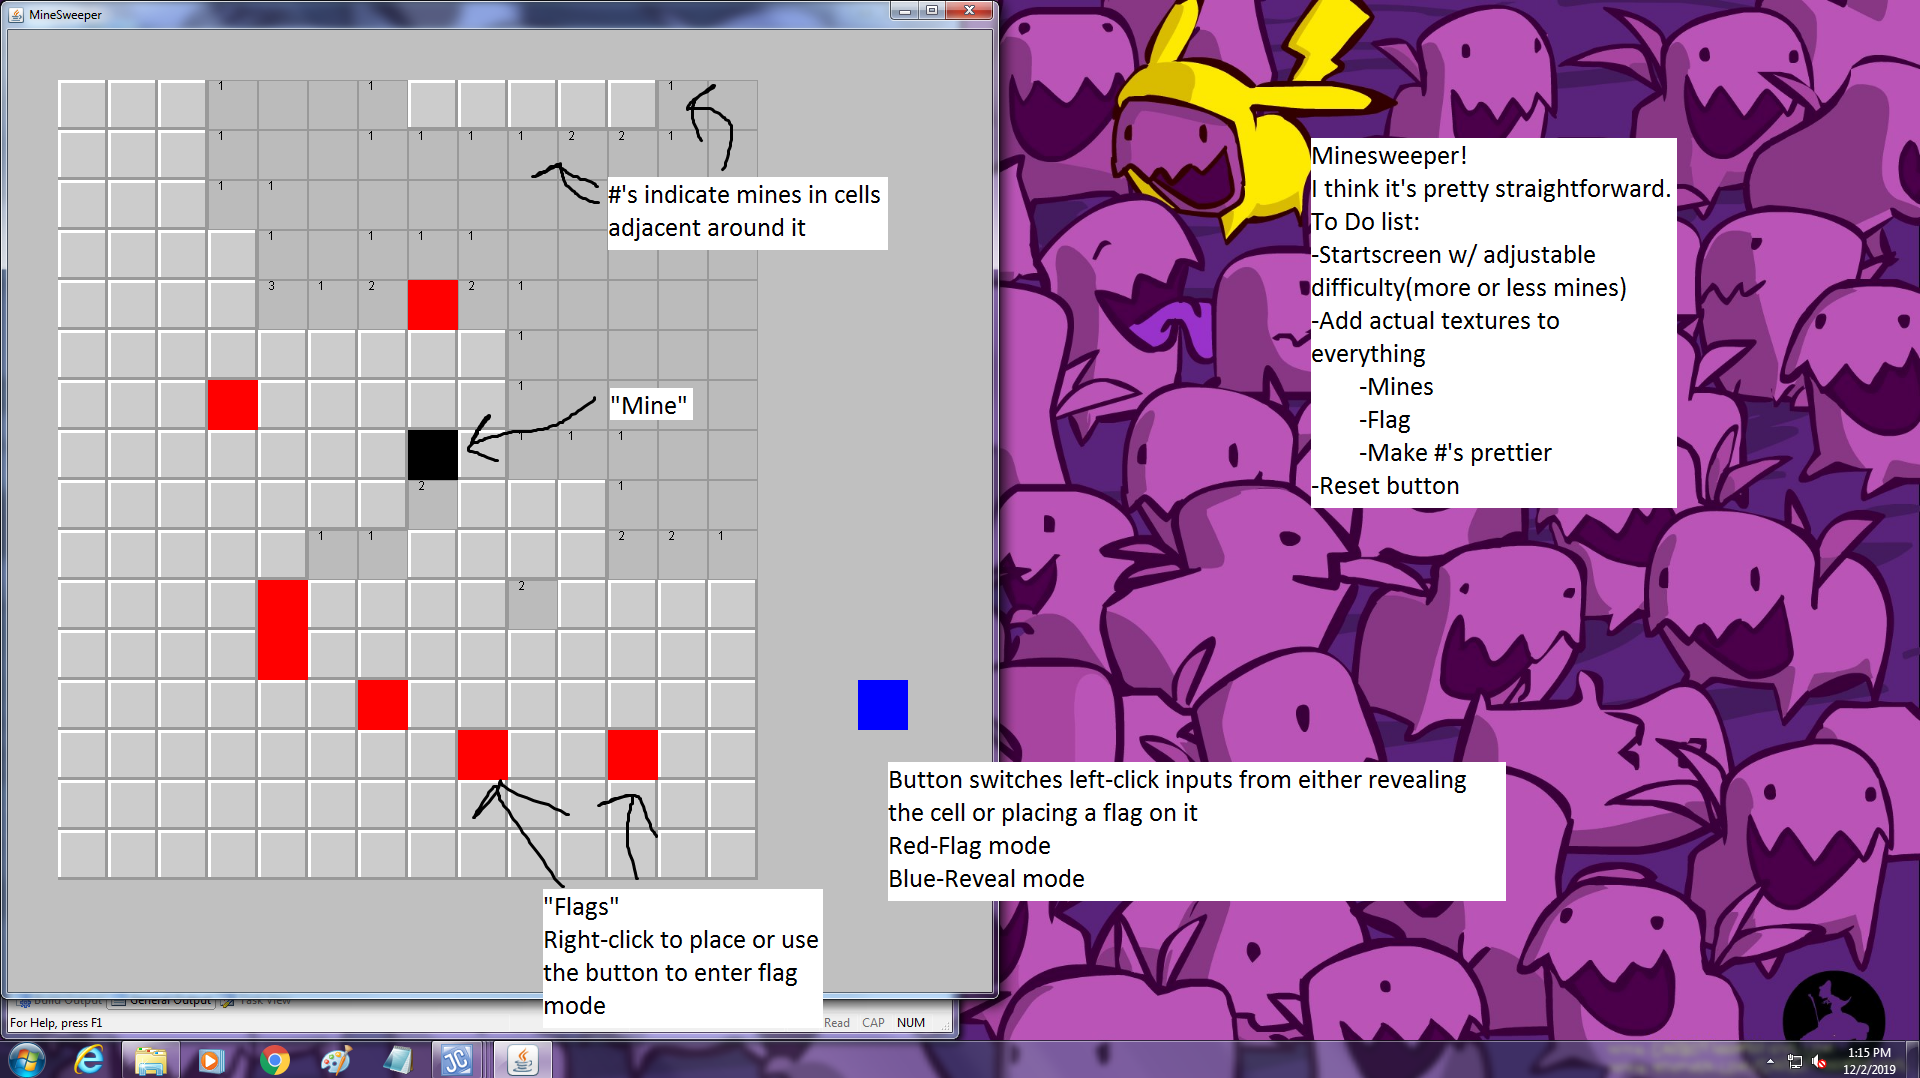 MineSweeper
1 1 1
1 1 1 1 1 2 2 1
1 1
#'s indicate mines in cells
adjacent around it
1 1 1 1
3 1 2 2 1
1
1
"Mine"
1 1 1
2 1
1 1 2 2 1
2
"Flags"
Right-click to place or use
the button to enter flag
mode
Minesweeper!
I think it's pretty straightforward.
To Do list:
-Startscreen w/ adjustable
difficulty(more or less mines)
-Add actual textures to
everything
-Mines
-Flag
-Make #'s prettier
-Reset button
Button switches left-click inputs from either revealing
the cell or placing a flag on it
Red-Flag mode
Blue-Reveal mode
Build Output General Output Task View
For Help, press F1 Read CAP NUM
JC
1:15 PM
12/2/2019